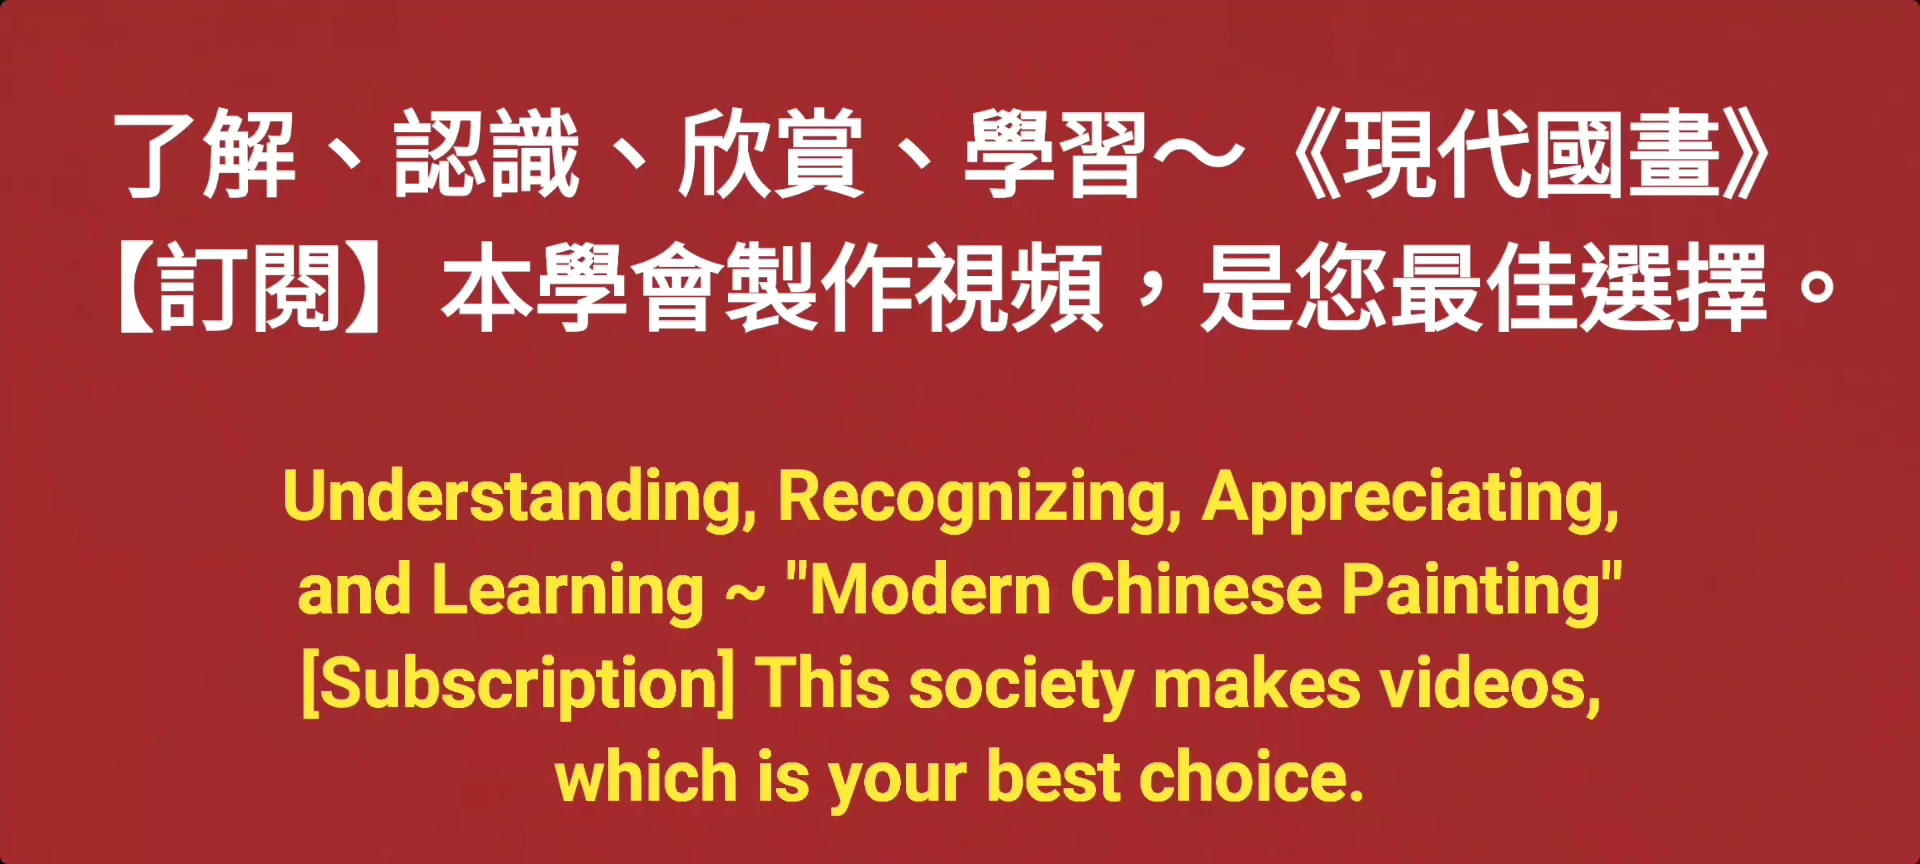 了解、認識、欣賞、學習～《現代國畫》
【訂閱】本學會製作視頻，是您最佳選擇。
Understanding, Recognizing, Appreciating,
and Learning ~ "Modern Chinese Painting"
[Subscription] This society makes videos,
which is your best choice.